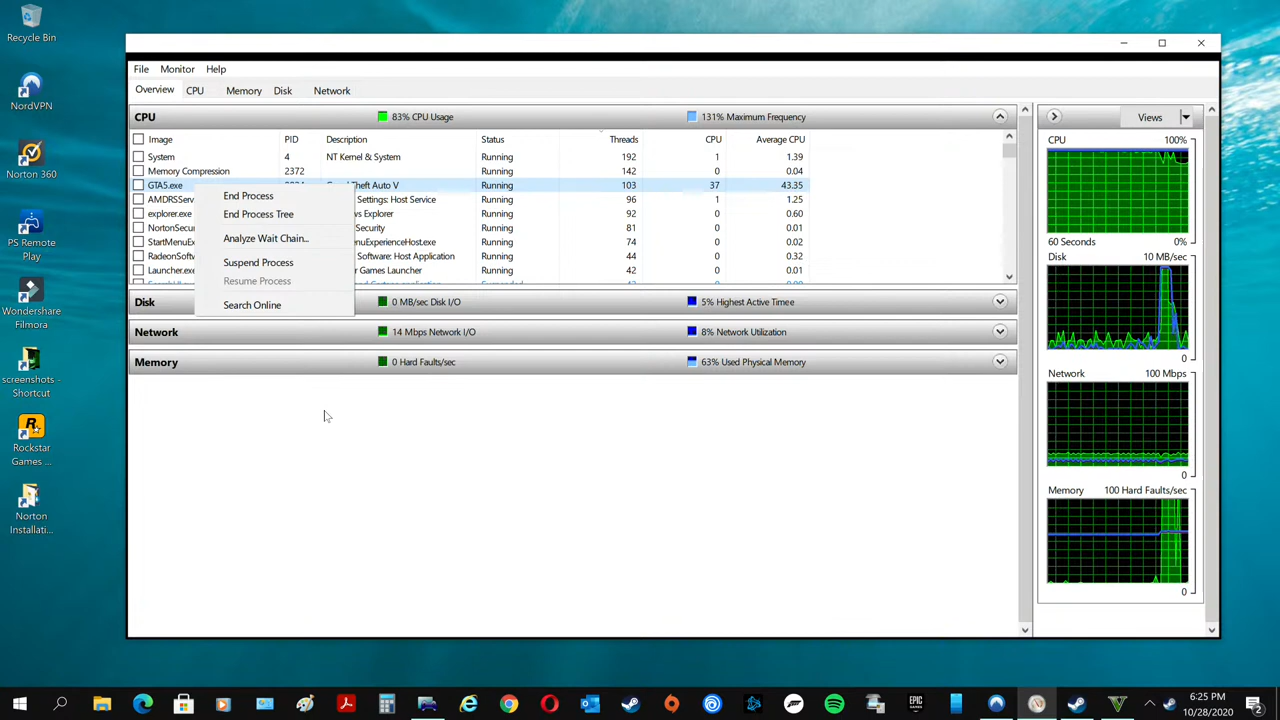 Recycle Bin
NordVPN
Norton 360
PS Remote
Play
Wondershare
Filmora
screenshots -
Shortcut
Rockstar
Games ...
Norton
Installati...
File Monitor Help
Overview CPU Memory Disk Network
CPU 83% CPU Usage 131% Maximum Frequency
Image PID Description Status Threads CPU Average CPU
System 4 NT Kernel & System Running 192 1 1.39
Memory Compression 2372 Running 142 0 0.04
GTA5.exe Theft Auto V Running 103 37 43.35
AMDRSServ Settings: Host Service Running 96 1 1.25
explorer.exe Explorer Running 92 0 0.60
NortonSecuri Security Running 81 0 0.01
StartMenuEx MenuExperienceHost.exe Running 74 0 0.02
RadeonSoftw Software: Host Application Running 44 0 0.32
Launcher.exe Games Launcher Running 42 0 0.01
End Process
End Process Tree
Analyze Wait Chain...
Suspend Process
Resume Process
Search Online
Disk 0 MB/sec Disk I/O 5% Highest Active Timee
Network 14 Mbps Network I/O 8% Network Utilization
Memory 0 Hard Faults/sec 63% Used Physical Memory
Views
CPU 100%
60 Seconds 0%
Disk 10 MB/sec
0
Network 100 Mbps
0
Memory 100 Hard Faults/sec
0
EPIC
GAMES
6:25 PM
10/28/2020
2